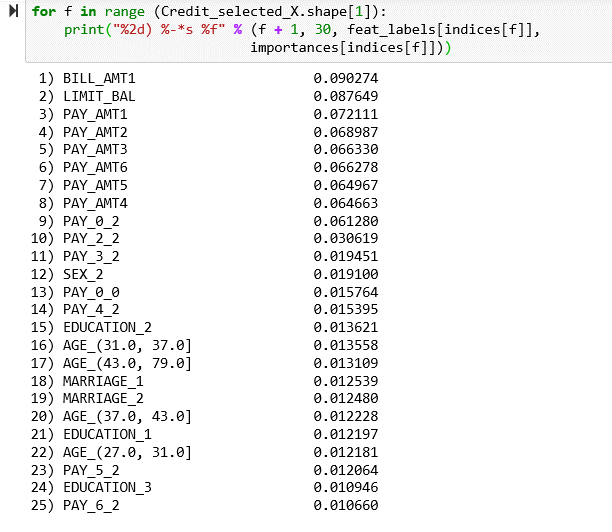 for f in range (Credit_selected_X.shape[1]):
    print("%2d) %-*s %f" % (f + 1, 30, feat_labels[indices[f]],
                            importances[indices[f]]))
 1) BILL_AMT1                      0.090274
 2) LIMIT_BAL                      0.087649
 3) PAY_AMT1                       0.072111
 4) PAY_AMT2                       0.068987
 5) PAY_AMT3                       0.066330
 6) PAY_AMT6                       0.066278
 7) PAY_AMT5                       0.064967
 8) PAY_AMT4                       0.064663
 9) PAY_0_2                        0.061280
10) PAY_2_2                        0.030619
11) PAY_3_2                        0.019451
12) SEX_2                          0.019100
13) PAY_0_0                        0.015764
14) PAY_4_2                        0.015395
15) EDUCATION_2                    0.013621
16) AGE_(31.0, 37.0]               0.013558
17) AGE_(43.0, 79.0]               0.013109
18) MARRIAGE_1                     0.012539
19) MARRIAGE_2                     0.012480
20) AGE_(37.0, 43.0]               0.012228
21) EDUCATION_1                    0.012197
22) AGE_(27.0, 31.0]               0.012181
23) PAY_5_2                        0.012064
24) EDUCATION_3                    0.010946
25) PAY_6_2                        0.010660